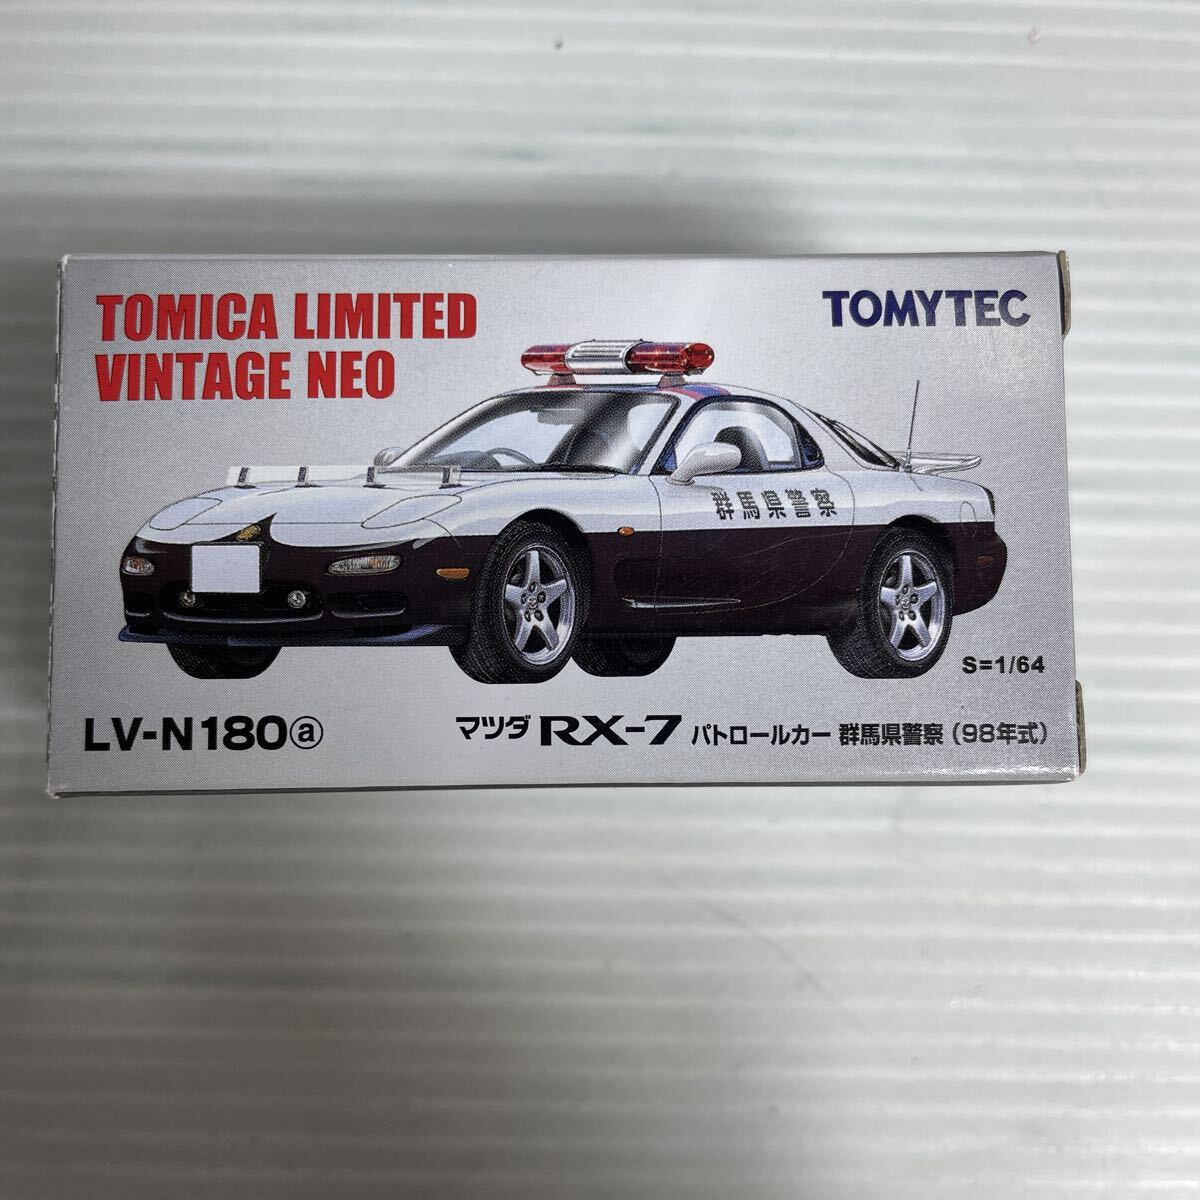 TOMICA LIMITED
VINTAGE NEO
TOMYTEC
群馬県警察
S=1/64
LV-N180ⓐ
マツダ RX-7 パトロールカー 群馬県警察 (98年式)